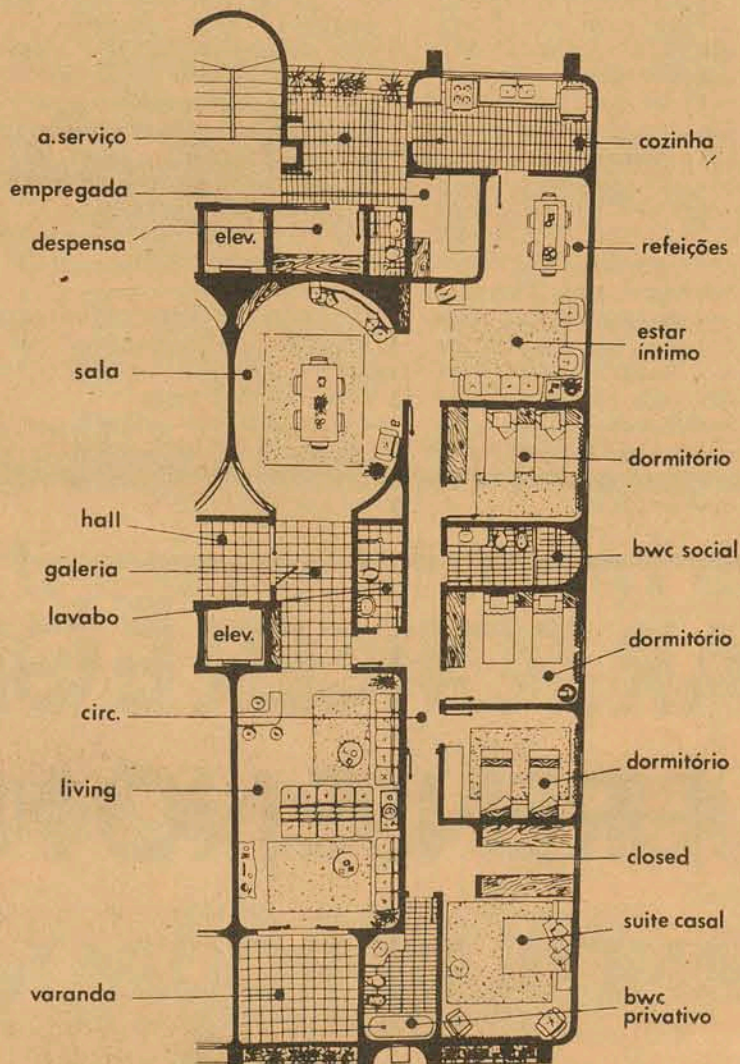 a.serviço
empregada
despensa
elev.
sala
hall
galeria
lavabo
elev.
circ.
living
varanda
cozinha
refeições
estar
íntimo
dormitório
bwc social
dormitório
dormitório
closed
suite casal
bwc
privativo